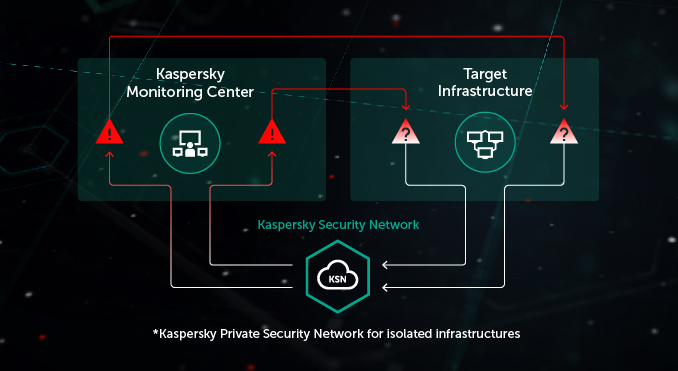 Kaspersky
Monitoring Center
Target
Infrastructure
!
!
?
?
Kaspersky Security Network
KSN
*Kaspersky Private Security Network for isolated infrastructures